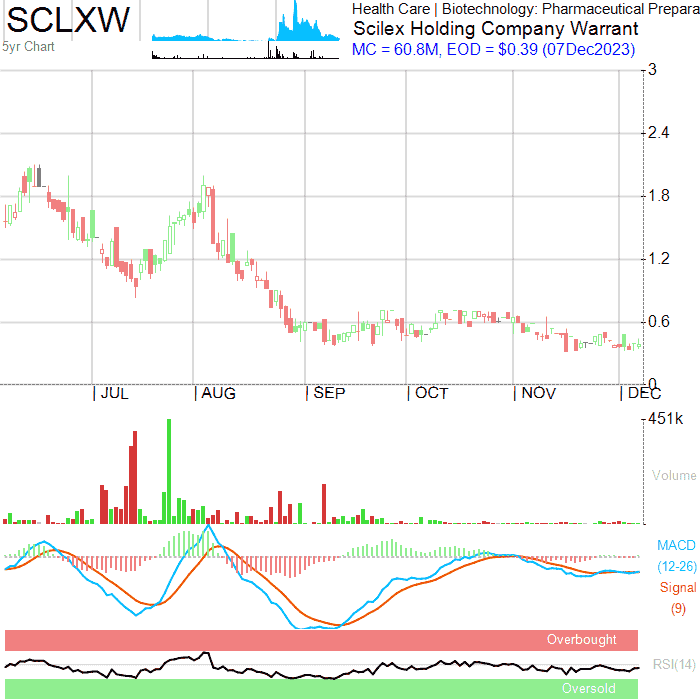 SCLXW
5yr Chart
Health Care | Biotechnology: Pharmaceutical Prepara
Scilex Holding Company Warrant
MC = 60.8M, EOD = $0.39 (07Dec2023)
3
2.4
1.8
1.2
0.6
0
| JUL | AUG | SEP | OCT | NOV | DEC
451k
Volume
MACD
(12-26)
Signal
(9)
Overbought
RSI(14)
Oversold